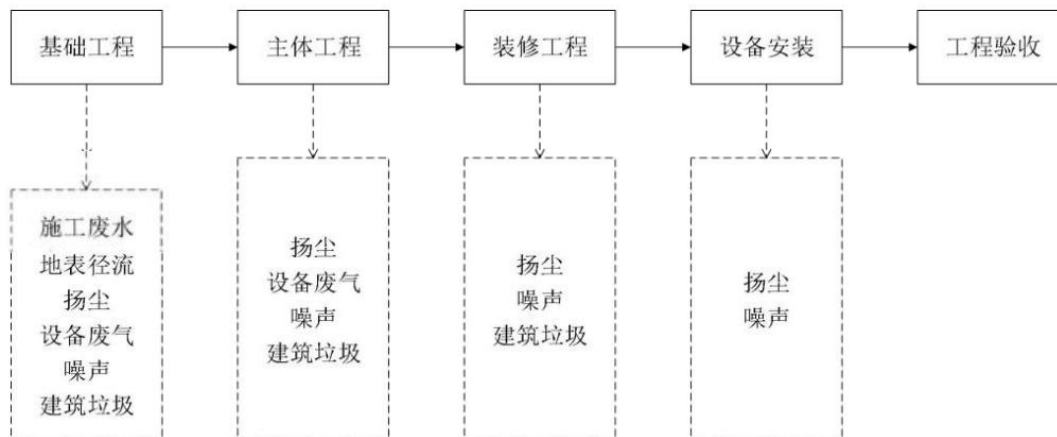 基础工程
主体工程
装修工程
设备安装
工程验收
施工废水
地表径流
扬尘
设备废气
噪声
建筑垃圾
扬尘
设备废气
噪声
建筑垃圾
扬尘
噪声
建筑垃圾
扬尘
噪声